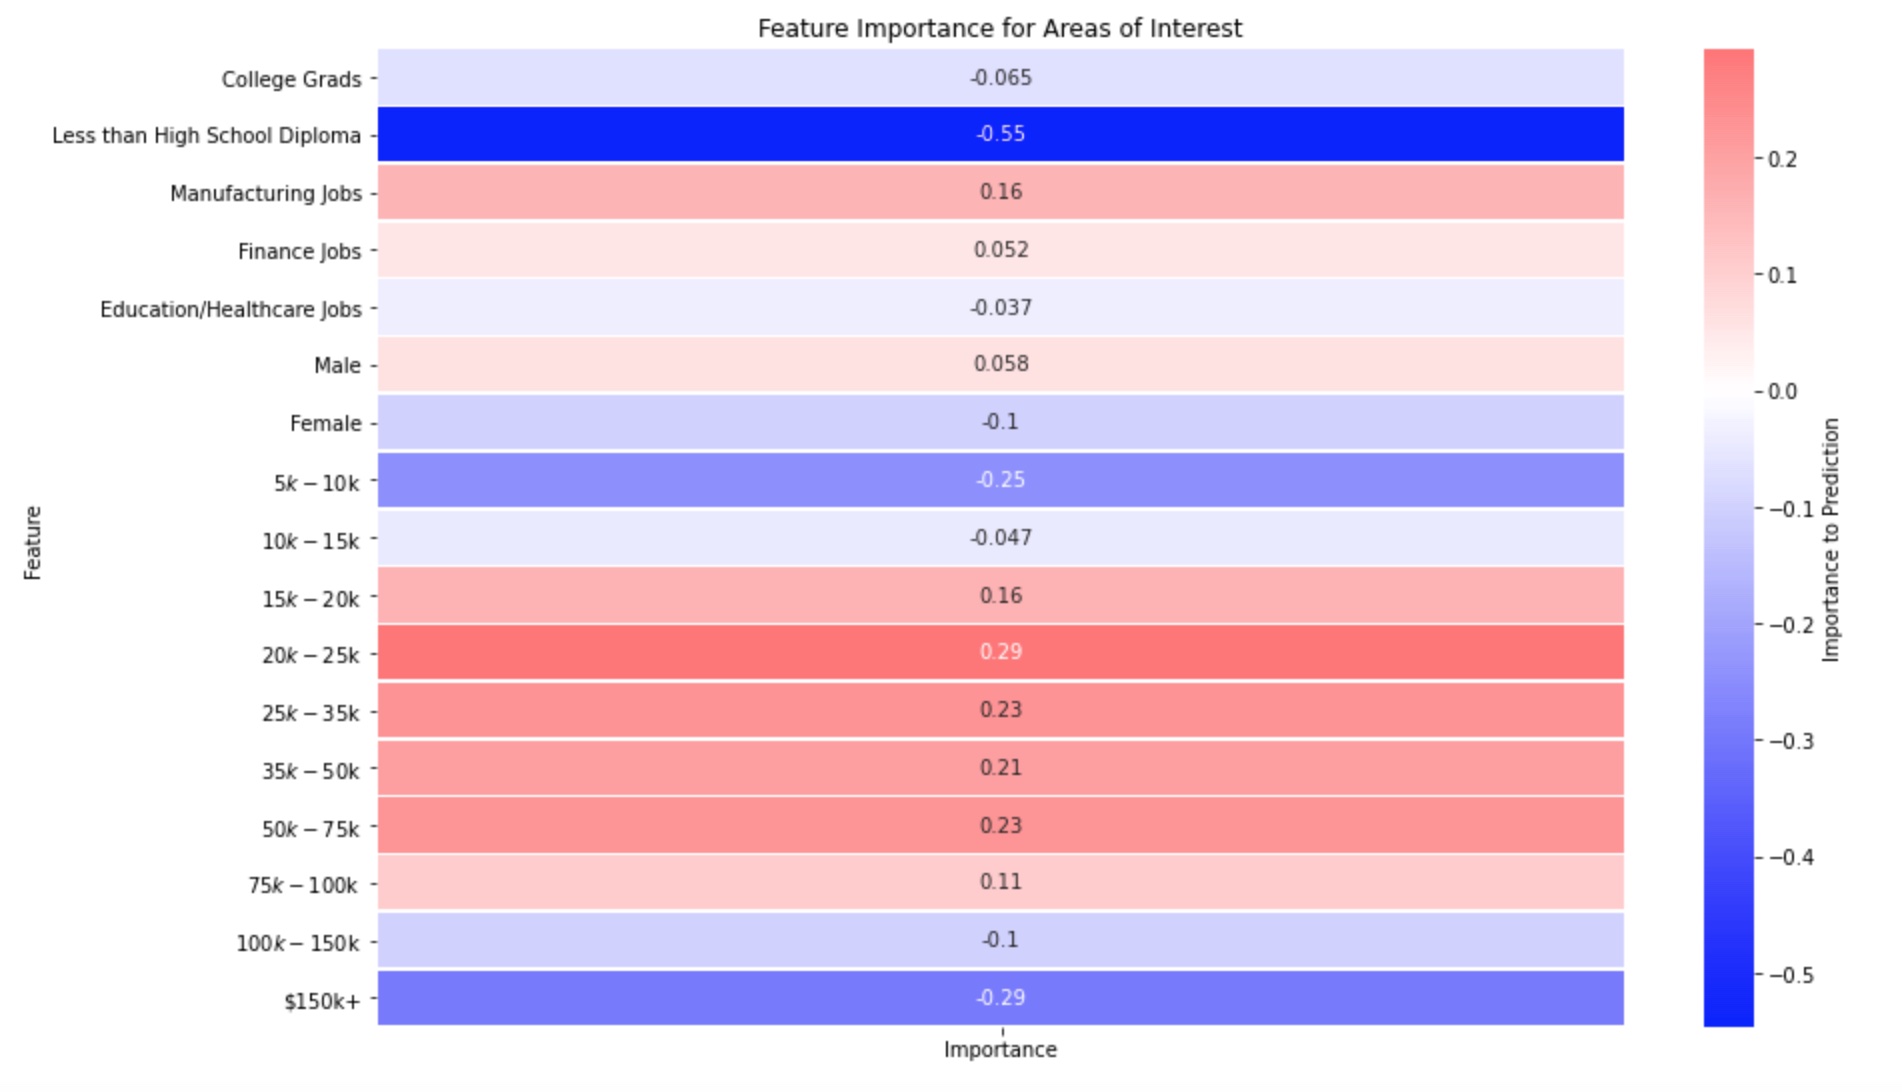 Feature Importance for Areas of Interest
College Grads -0.065
Less than High School Diploma -0.55
Manufacturing Jobs 0.16
Finance Jobs 0.052
Education/Healthcare Jobs -0.037
Male 0.058
Female -0.1
5k − 10k -0.25
10k − 15k -0.047
15k − 20k 0.16
20k − 25k 0.29
25k − 35k 0.23
35k − 50k 0.21
50k − 75k 0.23
75k − 100k 0.11
100k − 150k -0.1
$150k+ -0.29
Importance
Feature
0.2
0.1
0.0
−0.1
−0.2
−0.3
−0.4
−0.5
Importance to Prediction